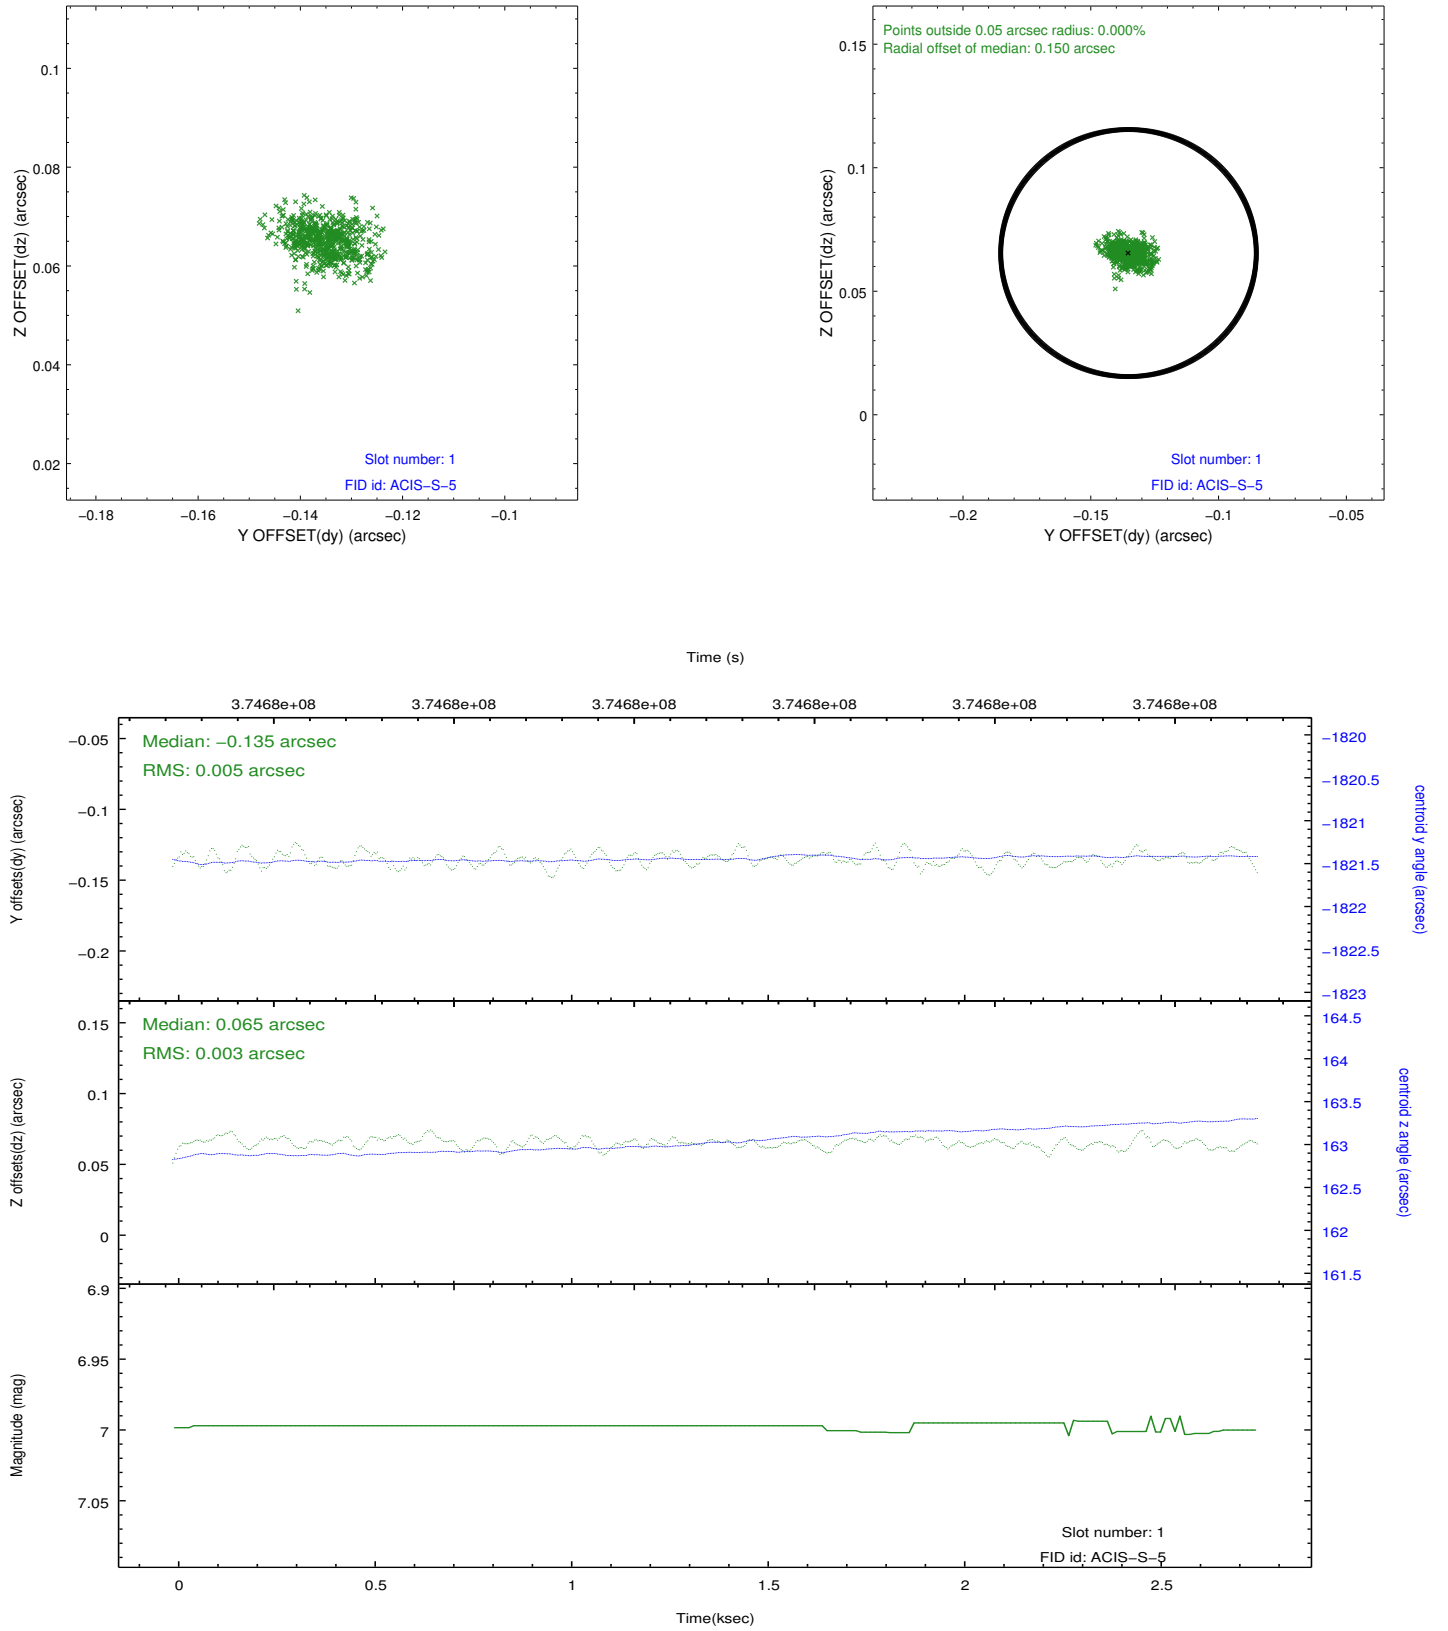 0.1
0.08
0.06
0.04
0.02
Z OFFSET(dz) (arcsec)
Slot number: 1
FID id: ACIS−S−5
−0.18 −0.16 −0.14 −0.12 −0.1
Y OFFSET(dy) (arcsec)
Points outside 0.05 arcsec radius: 0.000%
Radial offset of median: 0.150 arcsec
0.15
0.1
0.05
0
Z OFFSET(dz) (arcsec)
Slot number: 1
FID id: ACIS−S−5
−0.2 −0.15 −0.1 −0.05
Y OFFSET(dy) (arcsec)
Time (s)
3.7468e+08 3.7468e+08 3.7468e+08 3.7468e+08 3.7468e+08 3.7468e+08
Median: −0.135 arcsec
RMS: 0.005 arcsec
−0.05
−0.1
−0.15
−0.2
Y offsets(dy) (arcsec)
−1820
−1820.5
−1821
−1821.5
−1822
−1822.5
−1823
centroid y angle (arcsec)
Median: 0.065 arcsec
RMS: 0.003 arcsec
0.15
0.1
0.05
0
Z offsets(dz) (arcsec)
164.5
164
163.5
163
162.5
162
161.5
centroid z angle (arcsec)
6.9
6.95
7
7.05
Magnitude (mag)
Slot number: 1
FID id: ACIS−S−5
0 0.5 1 1.5 2 2.5
Time(ksec)